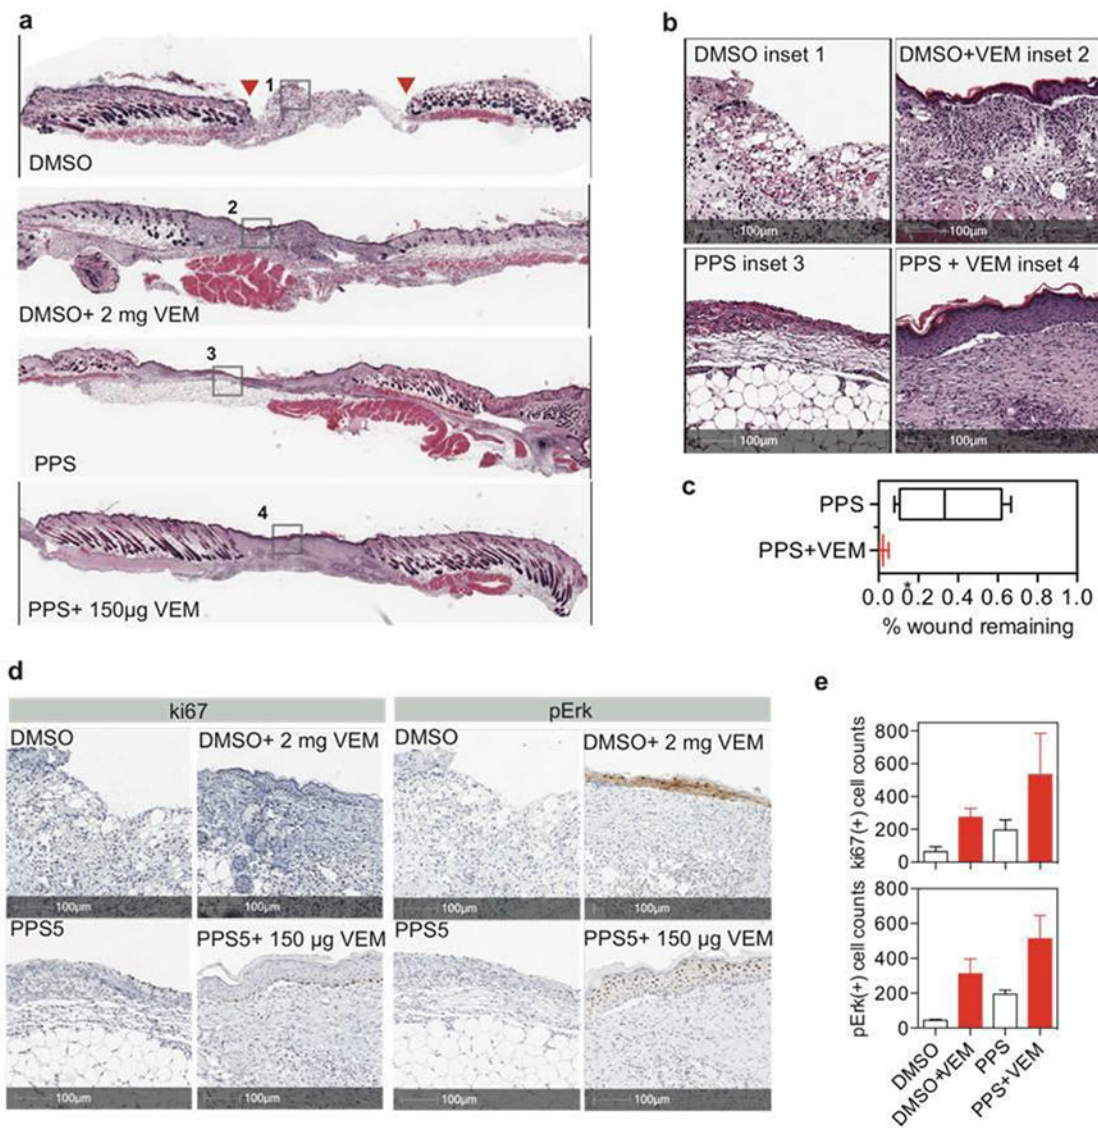 a
1
DMSO
2
DMSO+ 2 mg VEM
3
PPS
4
PPS+ 150µg VEM
b
DMSO inset 1
DMSO+VEM inset 2
100µm
100µm
PPS inset 3
PPS + VEM inset 4
100µm
100µm
c
PPS
PPS+VEM
*
0.0 0.2 0.4 0.6 0.8 1.0
% wound remaining
d
ki67
pErk
DMSO
DMSO+ 2 mg VEM
DMSO
DMSO+ 2 mg VEM
100µm
100µm
100µm
100µm
PPS5
PPS5+ 150 µg VEM
PPS5
PPS5+ 150 µg VEM
100µm
100µm
100µm
100µm
e
ki67(+) cell counts
800
600
400
200
0
pErk(+) cell counts
800
600
400
200
0
DMSO
DMSO+VEM
PPS
PPS+VEM